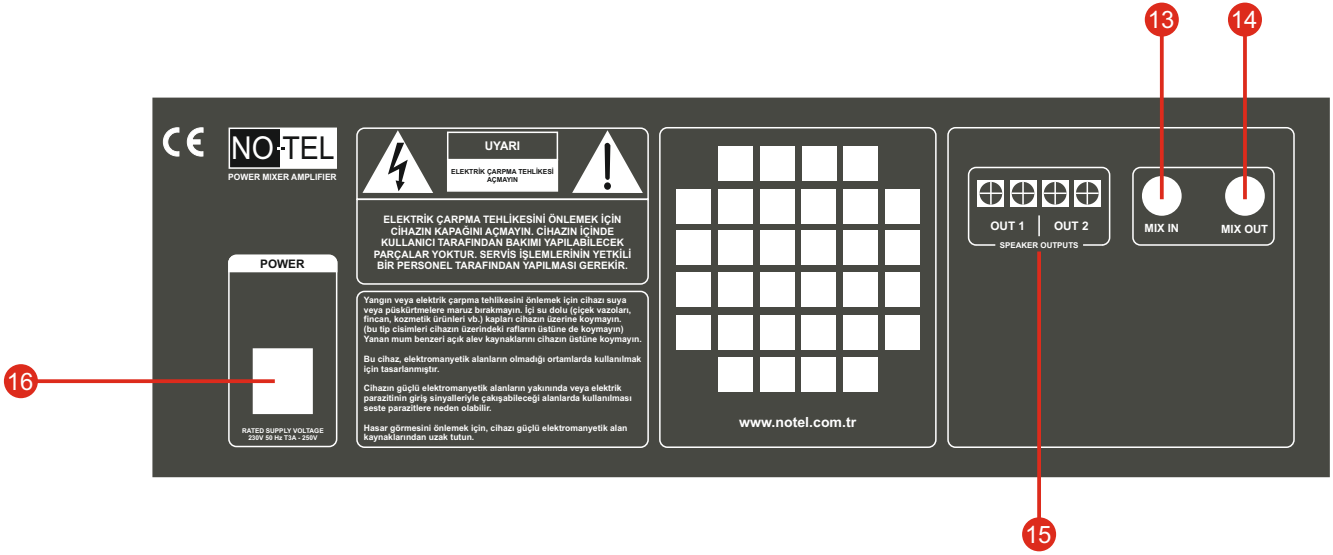 13
14
CE
NO-TEL
POWER MIXER AMPLIFIER
UYARI
ELEKTRİK ÇARPMA TEHLİKESİ
AÇMAYIN
ELEKTRİK ÇARPMA TEHLİKESİNİ ÖNLEMEK İÇİN
CİHAZIN KAPAĞINI AÇMAYIN. CİHAZIN İÇİNDE
KULLANICI TARAFINDAN BAKIMI YAPILABİLECEK
PARÇALAR YOKTUR. SERVİS İŞLEMLERİNİN YETKİLİ
BİR PERSONEL TARAFINDAN YAPILMASI GEREKİR.
Yangın veya elektrik çarpma tehlikesini önlemek için cihazı suya
veya püskürtmelere maruz bırakmayın. İçi su dolu (çiçek vazoları,
fincan, kozmetik ürünleri vb.) kapları cihazın üzerine koymayın.
(bu tip cisimleri cihazın üzerindeki rafların üstüne de koymayın)
Yanan mum benzeri açık alev kaynaklarını cihazın üstüne koymayın.
Bu cihaz, elektromanyetik alanların olmadığı ortamlarda kullanılmak
için tasarlanmıştır.
Cihazın güçlü elektromanyetik alanların yakınında veya elektrik
parazitinin giriş sinyalleriyle çakışabileceği alanlarda kullanılması
seste parazitlere neden olabilir.
Hasar görmesini önlemek için, cihazı güçlü elektromanyetik alan
kaynaklarından uzak tutun.
POWER
RATED SUPPLY VOLTAGE
230V 50 Hz T3A - 250V
16
www.notel.com.tr
OUT 1 OUT 2
SPEAKER OUTPUTS
MIX IN
MIX OUT
15